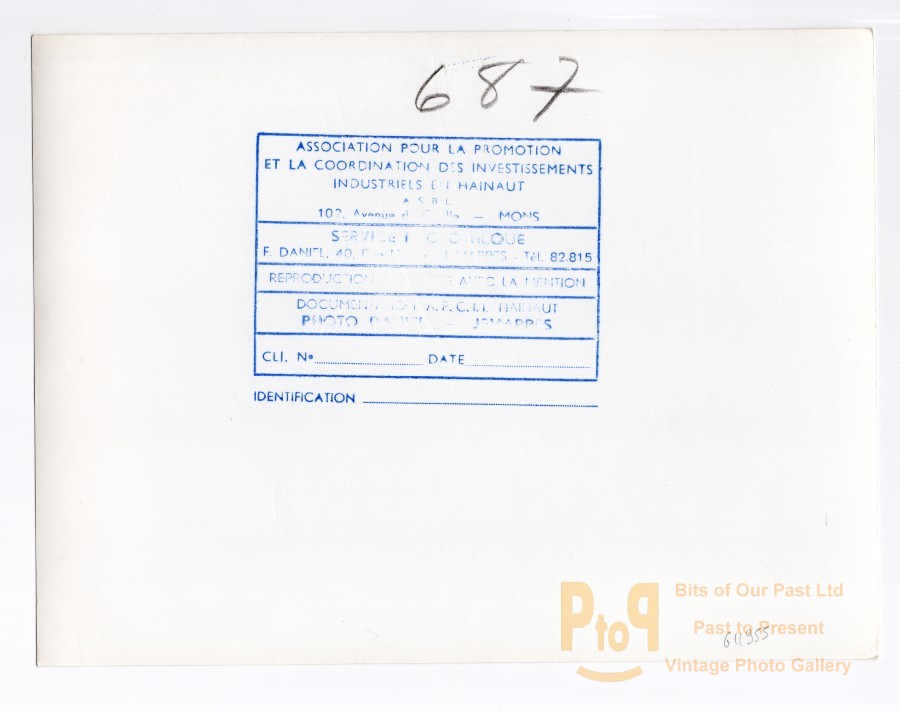 687
ASSOCIATION POUR LA PROMOTION
ET LA COORDINATION DES INVESTISSEMENTS
INDUSTRIELS EN HAINAUT
A.S.B.L.
102, Avenue — MONS
SERVICE
F. DANIEL, 40, JEMAPPES - Tél. 82.815
REPRODUCTION AVEC LA MENTION
DOCUMENTATION A.P.C.I.I. HAINAUT
PHOTO DANIEL — JEMAPPES
CLI. N° DATE
IDENTIFICATION
PtoP
Bits of Our Past Ltd
Past to Present
Vintage Photo Gallery